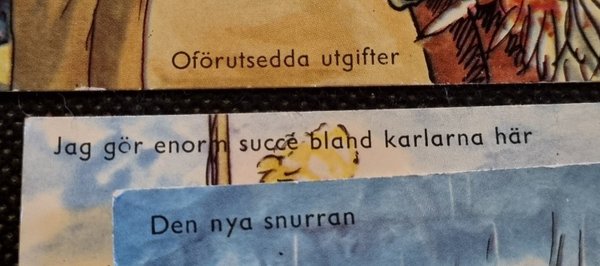 Oförutsedda utgifter
Jag gör enorm succé bland karlarna här
Den nya snurran